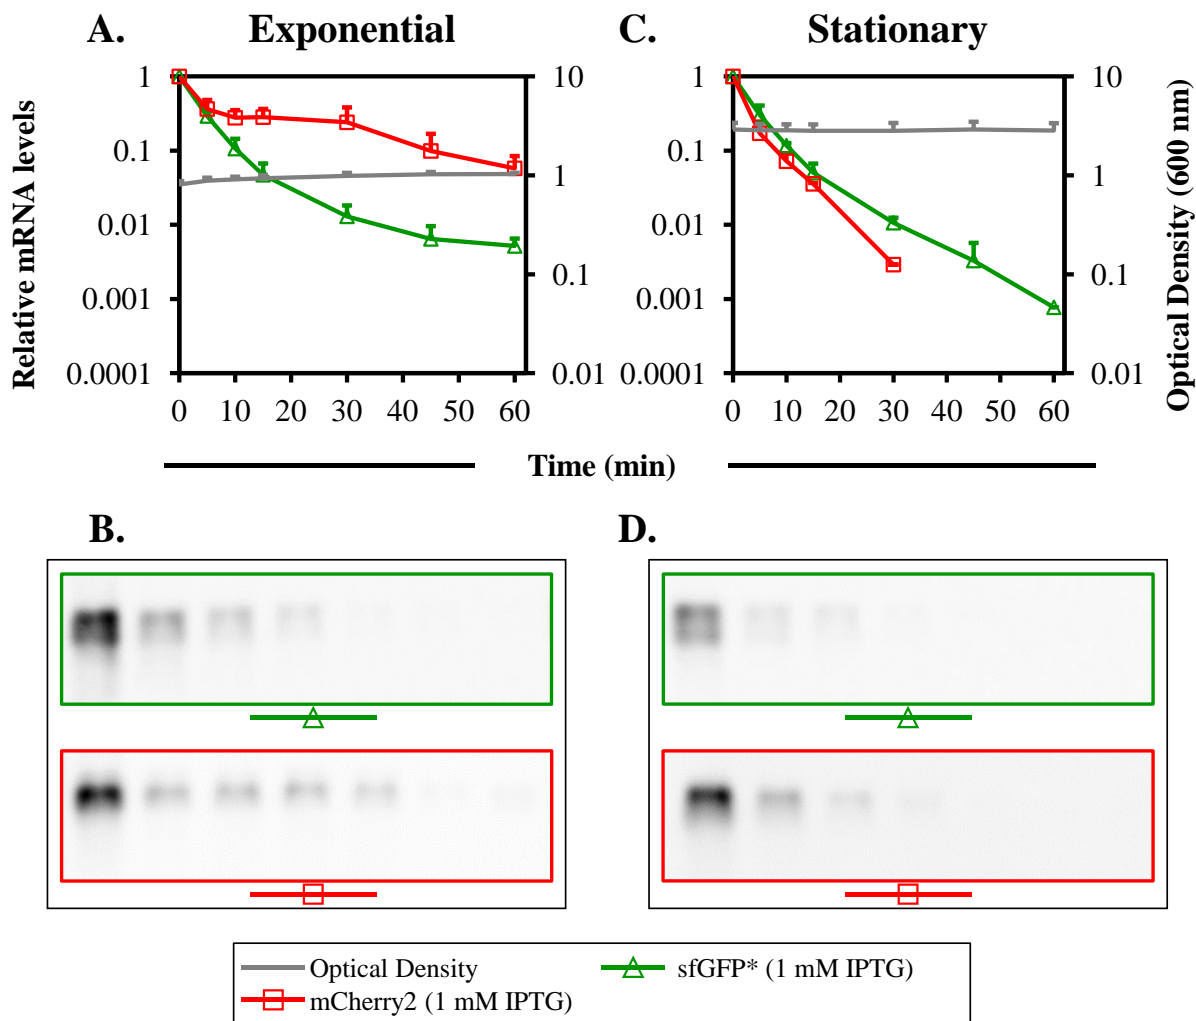 A. Exponential
C. Stationary
Relative mRNA levels
1
0.1
0.01
0.001
0.0001
10
1
0.1
0.01
0 10 20 30 40 50 60
1
0.1
0.01
0.001
0.0001
10
1
0.1
0.01
0 10 20 30 40 50 60
Optical Density (600 nm)
Time (min)
B.
D.
Optical Density
sfGFP* (1 mM IPTG)
mCherry2 (1 mM IPTG)